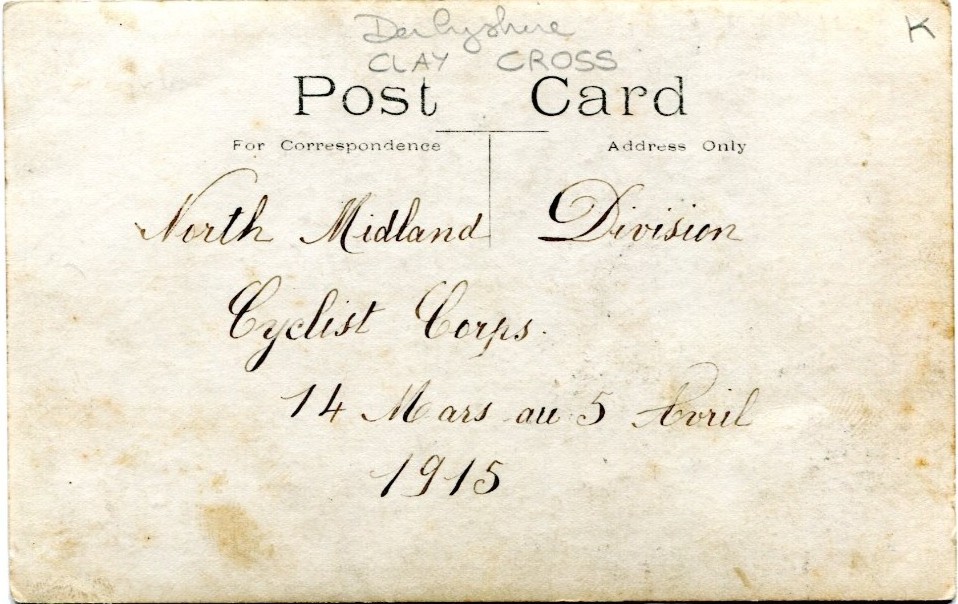 Derbyshire
K
CLAY CROSS
Post Card
For Correspondence
Address Only
North Midland Division
Cyclist Corps.
14 Mars au 5 Avril
1915